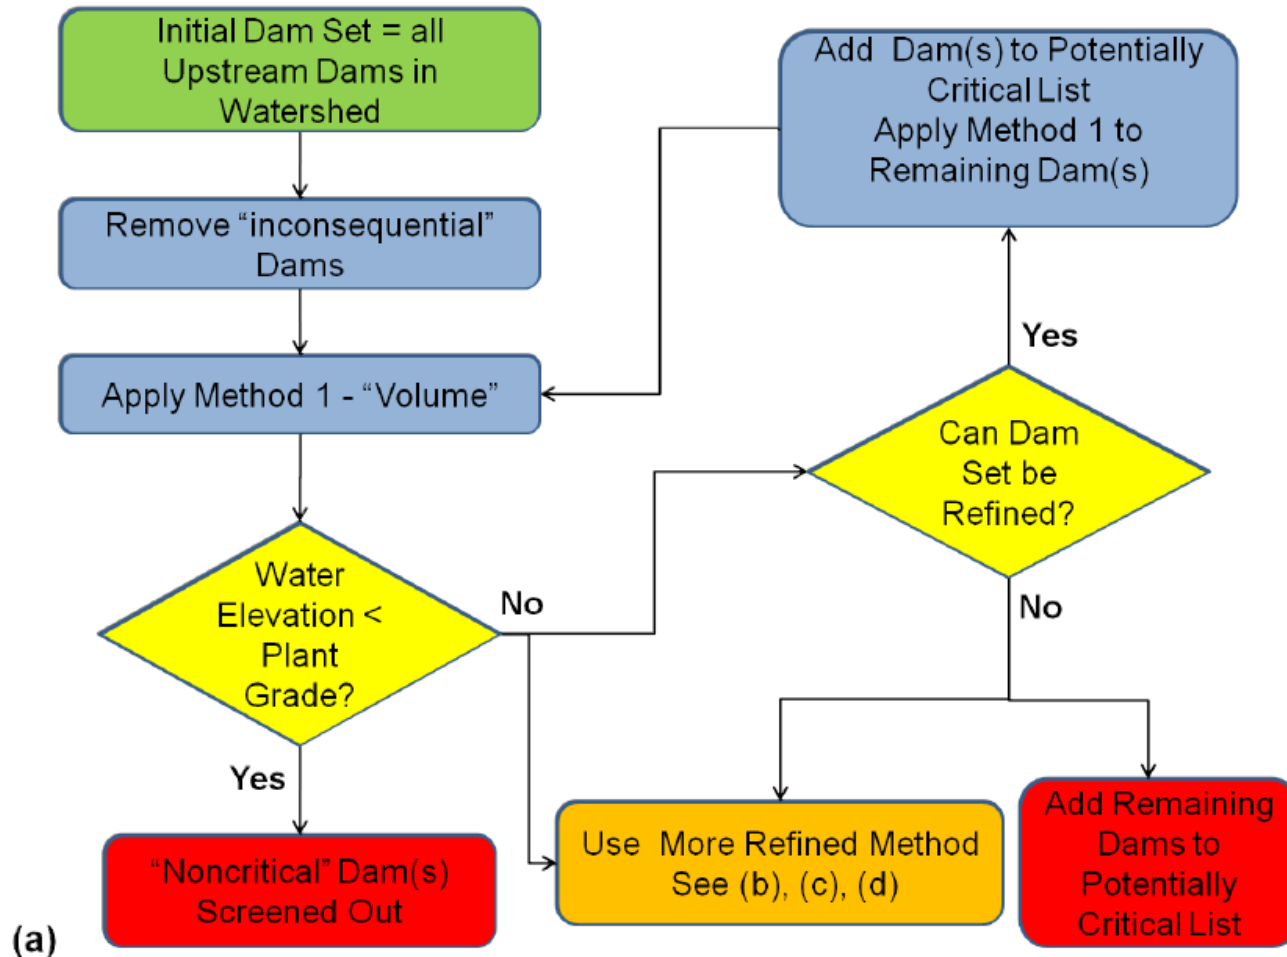 Initial Dam Set = all
Upstream Dams in
Watershed
Remove “inconsequential”
Dams
Apply Method 1 - “Volume”
Water
Elevation <
Plant
Grade?
Yes
No
“Noncritical” Dam(s)
Screened Out
Add  Dam(s) to Potentially
Critical List
Apply Method 1 to
Remaining Dam(s)
Yes
Can Dam
Set be
Refined?
No
Use  More Refined Method
See (b), (c), (d)
Add Remaining
Dams to
Potentially
Critical List
(a)